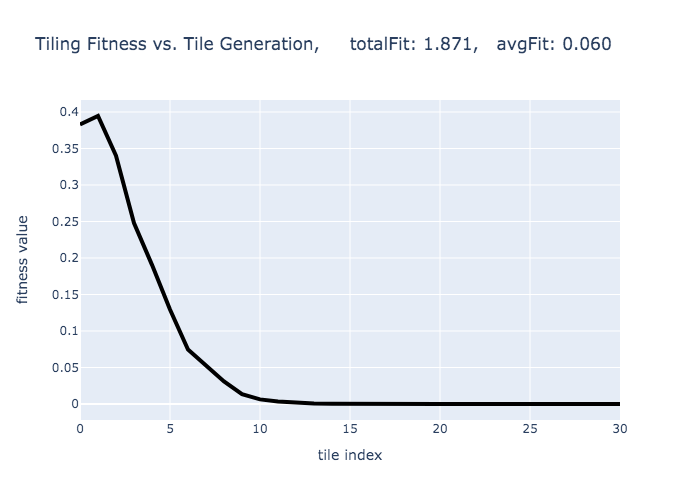 Tiling Fitness vs. Tile Generation, totalFit: 1.871, avgFit: 0.060
0.4
0.35
0.3
0.25
0.2
0.15
0.1
0.05
0
fitness value
0 5 10 15 20 25 30
tile index